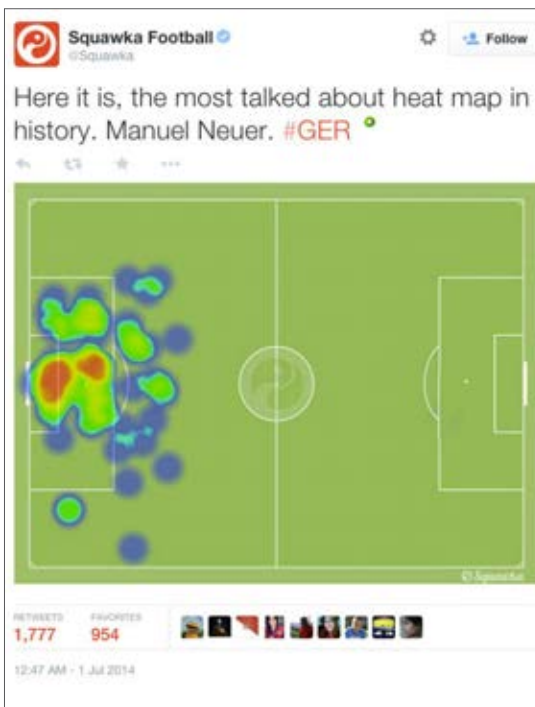 Squawka Football
@Squawka
Follow
Here it is, the most talked about heat map in
history. Manuel Neuer. #GER
Squawka
RETWEETS FAVORITES
1,777 954
12:47 AM - 1 Jul 2014